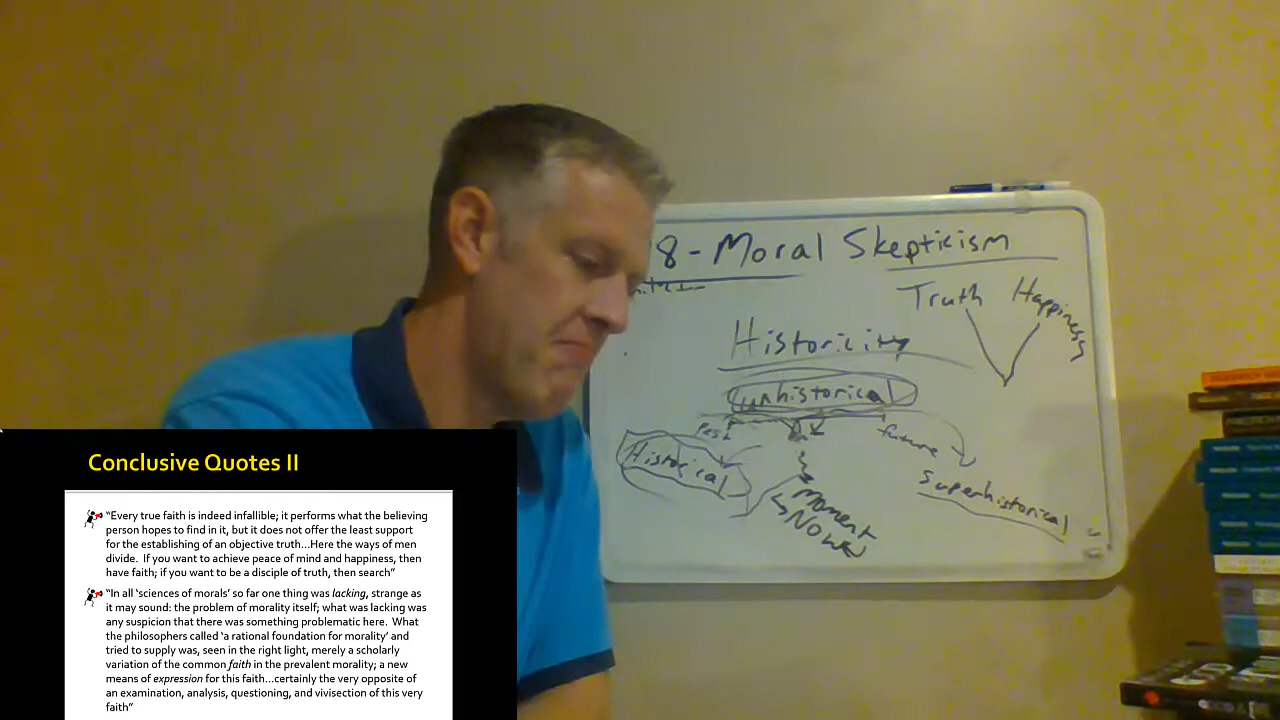 8-Moral Skepticism
Truth Happiness
Historicity
unhistorical
Past
future
Historical
Superhistorical
Moment
Now
Conclusive Quotes II
“Every true faith is indeed infallible; it performs what the believing
person hopes to find in it, but it does not offer the least support
for the establishing of an objective truth...Here the ways of men
divide. If you want to achieve peace of mind and happiness, then
have faith; if you want to be a disciple of truth, then search”
“In all ‘sciences of morals’ so far one thing was lacking, strange as
it may sound: the problem of morality itself; what was lacking was
any suspicion that there was something problematic here. What
the philosophers called ‘a rational foundation for morality’ and
tried to supply was, seen in the right light, merely a scholarly
variation of the common faith in the prevalent morality; a new
means of expression for this faith...certainly the very opposite of
an examination, analysis, questioning, and vivisection of this very
faith”